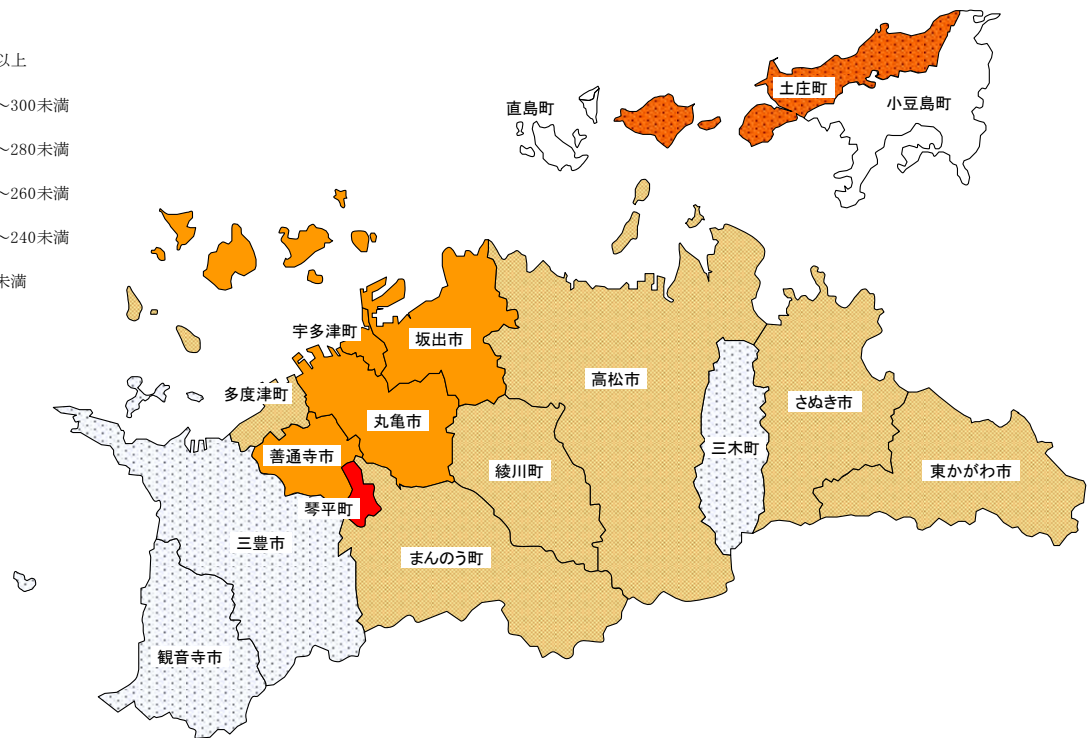 以上
～300未満
～280未満
～260未満
～240未満
未満
直島町
土庄町
小豆島町
宇多津町
坂出市
多度津町
丸亀市
高松市
さぬき市
善通寺市
三木町
綾川町
東かがわ市
琴平町
三豊市
まんのう町
観音寺市